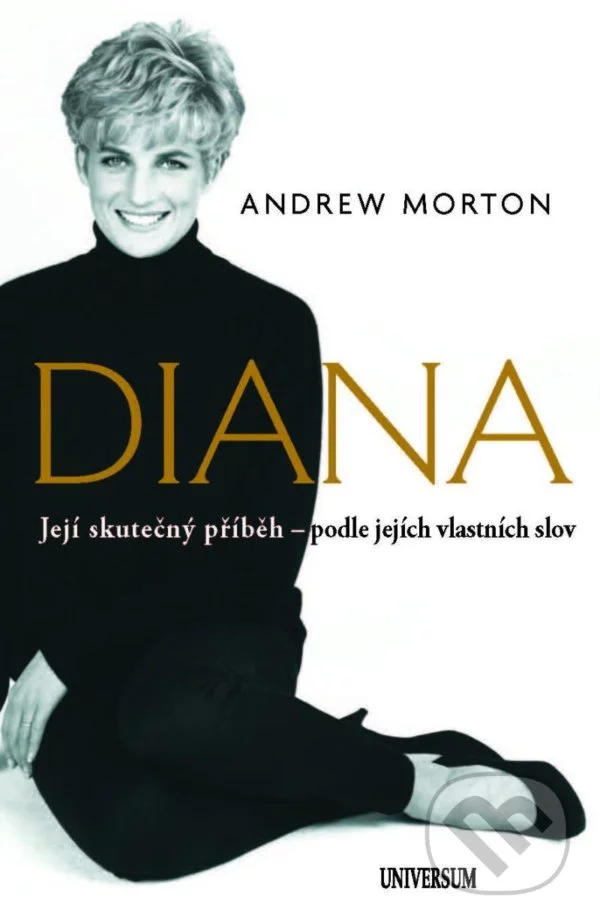 ANDREW MORTON
DIANA
Její skutečný příběh – podle jejích vlastních slov
UNIVERSUM
m